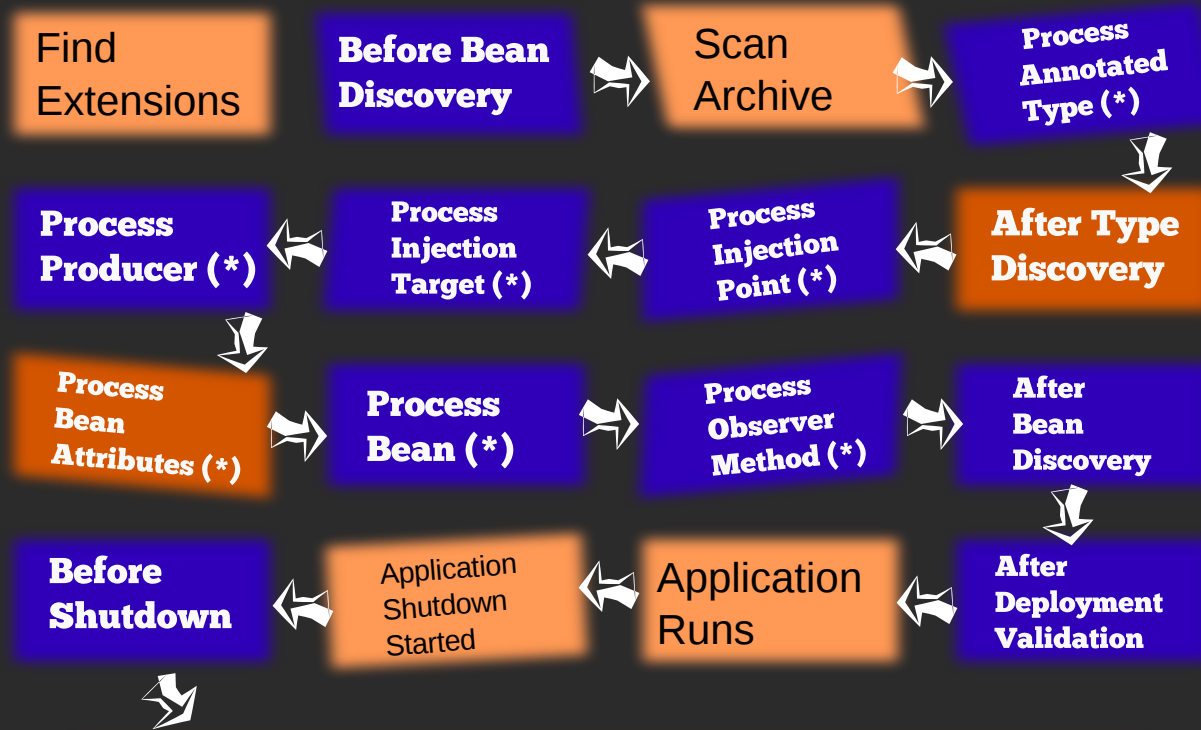 Find
Extensions
Before Bean
Discovery
Scan
Archive
Process
Annotated
Type (*)
After Type
Discovery
Process
Injection
Point (*)
Process
Injection
Target (*)
Process
Producer (*)
Process
Bean
Attributes (*)
Process
Bean (*)
Process
Observer
Method (*)
After
Bean
Discovery
After
Deployment
Validation
Application
Runs
Application
Shutdown
Started
Before
Shutdown